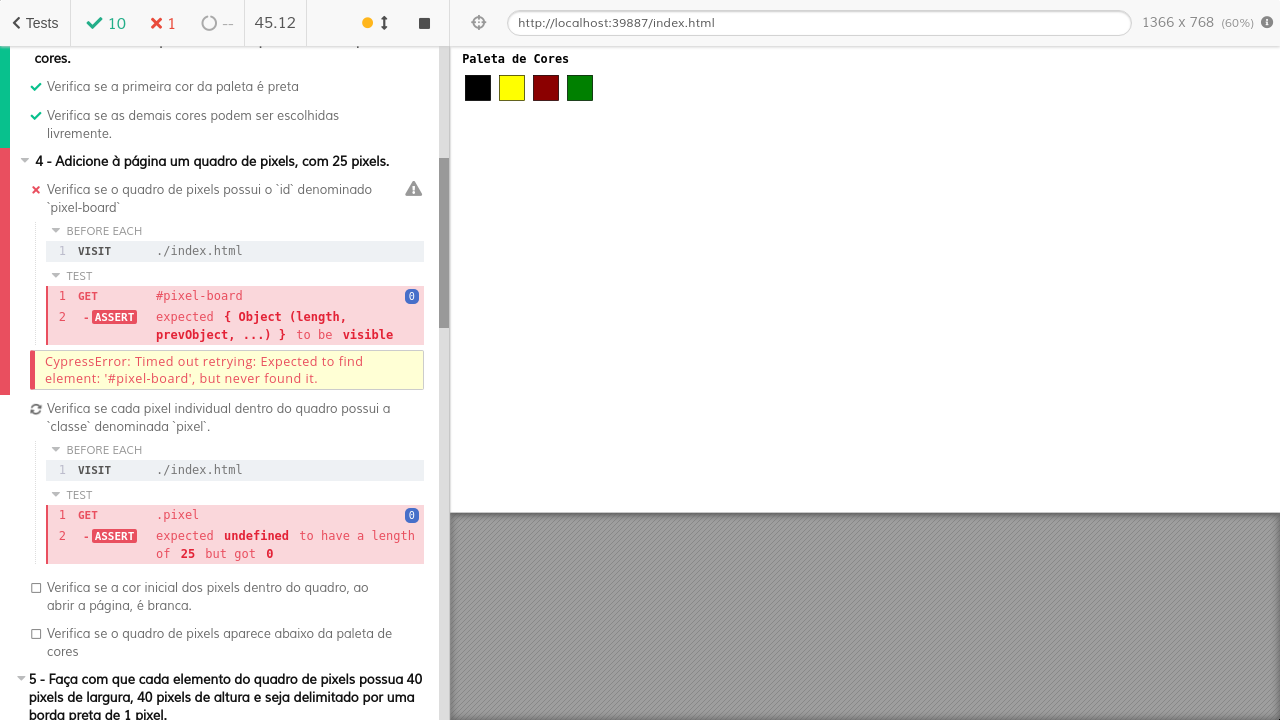 Tests
10
1
--
45.12
http://localhost:39887/index.html
1366 x 768 (60%)
cores.
Verifica se a primeira cor da paleta é preta
Verifica se as demais cores podem ser escolhidas
livremente.
4 - Adicione à página um quadro de pixels, com 25 pixels.
Verifica se o quadro de pixels possui o `id` denominado
`pixel-board`
BEFORE EACH
1 VISIT ./index.html
TEST
1 GET #pixel-board 0
2 -ASSERT expected { Object (length,
prevObject, ...) } to be visible
CypressError: Timed out retrying: Expected to find
element: '#pixel-board', but never found it.
Verifica se cada pixel individual dentro do quadro possui a
`classe` denominada `pixel`.
BEFORE EACH
1 VISIT ./index.html
TEST
1 GET .pixel 0
2 -ASSERT expected undefined to have a length
of 25 but got 0
Verifica se a cor inicial dos pixels dentro do quadro, ao
abrir a página, é branca.
Verifica se o quadro de pixels aparece abaixo da paleta de
cores
5 - Faça com que cada elemento do quadro de pixels possua 40
pixels de largura, 40 pixels de altura e seja delimitado por uma
borda preta de 1 pixel.
Paleta de Cores